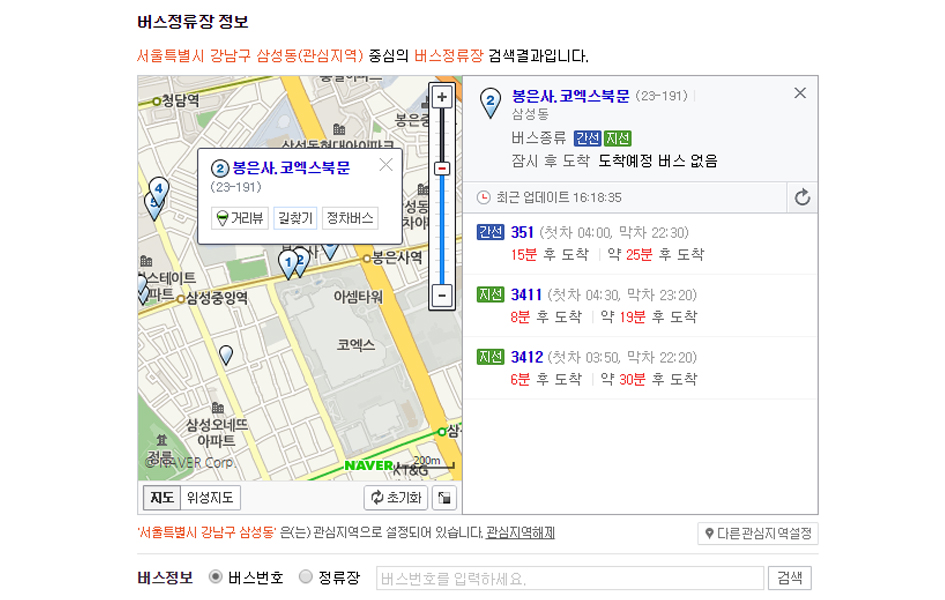 버스정류장 정보
서울특별시 강남구 삼성동(관심지역) 중심의 버스정류장 검색결과입니다.
청담역
봉은
삼성동현대아이파크
2 봉은사.코엑스북문
(23-191)
거리뷰 길찾기 정차버스
4
5
1 2
봉은사역
스테이트
파트
삼성중앙역
아셈타워
코엑스
삼성오네뜨
아파트
정릉
삼
© NAVER Corp.
NAVER
200m
KT&G
지도 위성지도
초기화
2 봉은사.코엑스북문 (23-191)
삼성동
버스종류 간선 지선
잠시 후 도착 도착예정 버스 없음
최근 업데이트 16:18:35
간선 351 (첫차 04:00, 막차 22:30)
15분 후 도착 | 약 25분 후 도착
지선 3411 (첫차 04:30, 막차 23:20)
8분 후 도착 | 약 19분 후 도착
지선 3412 (첫차 03:50, 막차 22:20)
6분 후 도착 | 약 30분 후 도착
'서울특별시 강남구 삼성동' 은(는) 관심지역으로 설정되어 있습니다. 관심지역해제
다른관심지역설정
버스정보 버스번호 정류장 버스번호를 입력하세요. 검색